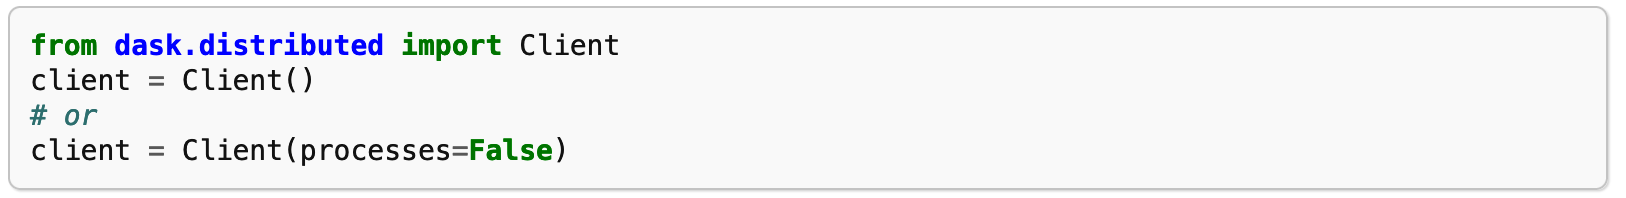 from dask.distributed import Client
client = Client()
# or
client = Client(processes=False)